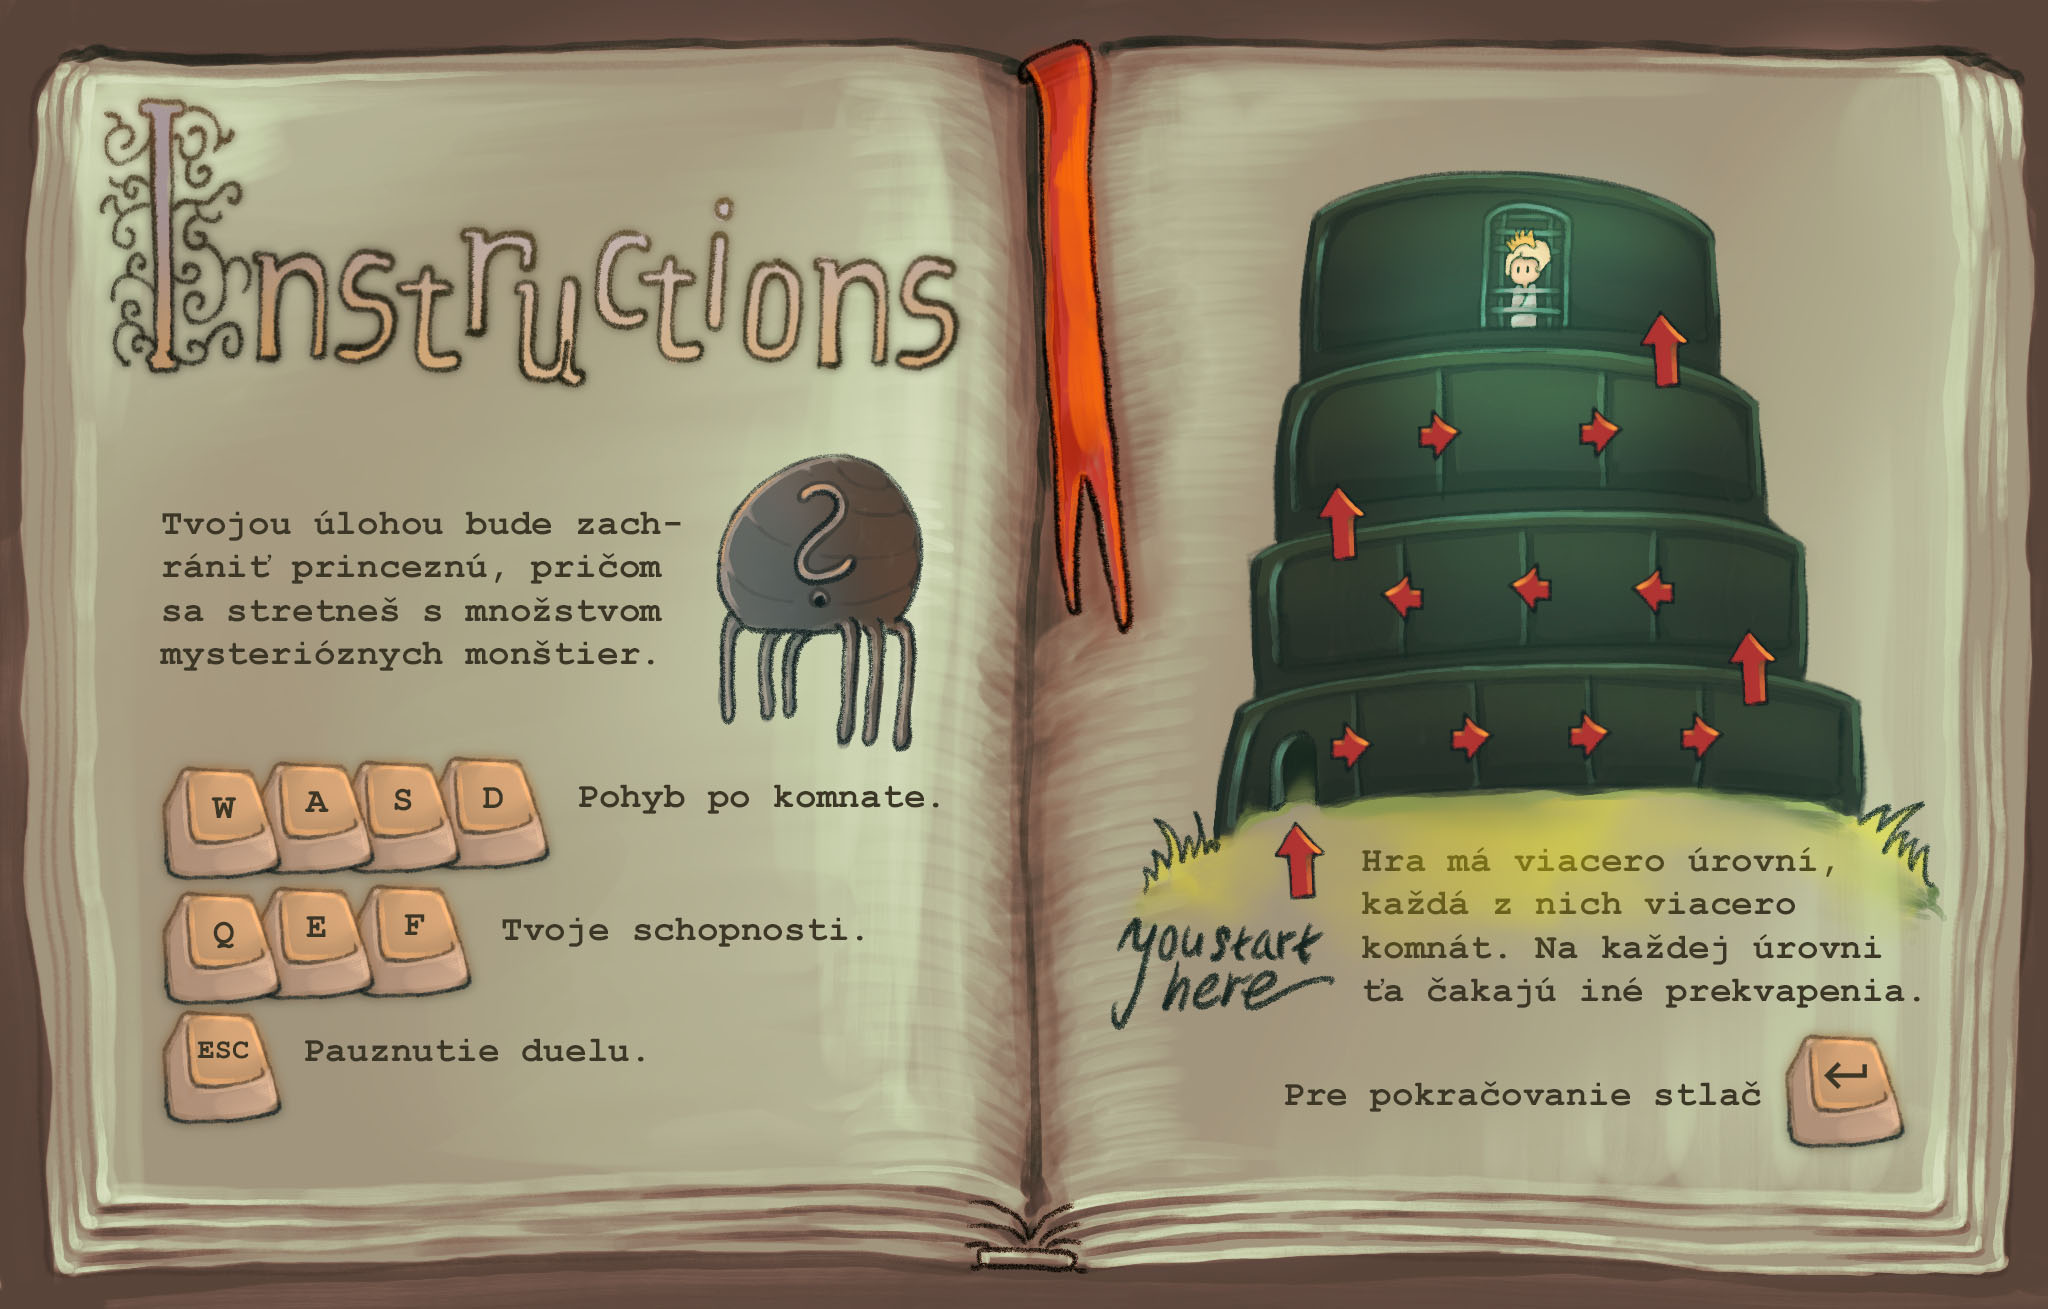 Instructions
Tvojou úlohou bude zach-
rániť princeznú, pričom
sa stretneš s množstvom
mysterióznych monštier.
?
W A S D Pohyb po komnate.
Q E F Tvoje schopnosti.
ESC Pauznutie duelu.
you start
here
Hra má viacero úrovní,
každá z nich viacero
komnát. Na každej úrovni
ťa čakajú iné prekvapenia.
Pre pokračovanie stlač ↵